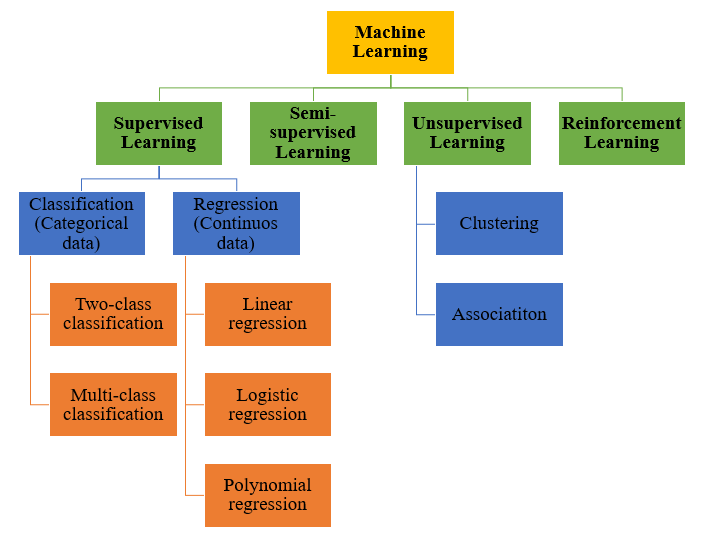 Machine
Learning
Supervised
Learning
Semi-
supervised
Learning
Unsupervised
Learning
Reinforcement
Learning
Classification
(Categorical
data)
Regression
(Continuos
data)
Clustering
Two-class
classification
Linear
regression
Associatiton
Multi-class
classification
Logistic
regression
Polynomial
regression